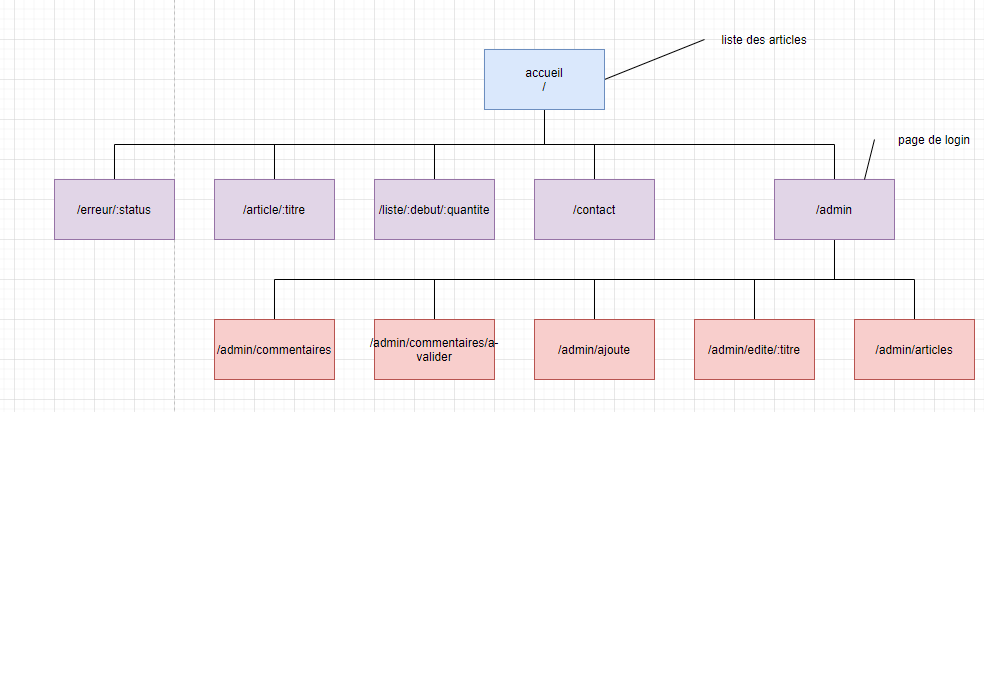 liste des articles
accueil
/
page de login
/erreur/:status
/article/:titre
/liste/:debut/:quantite
/contact
/admin
/admin/commentaires
/admin/commentaires/a-
valider
/admin/ajoute
/admin/edite/:titre
/admin/articles